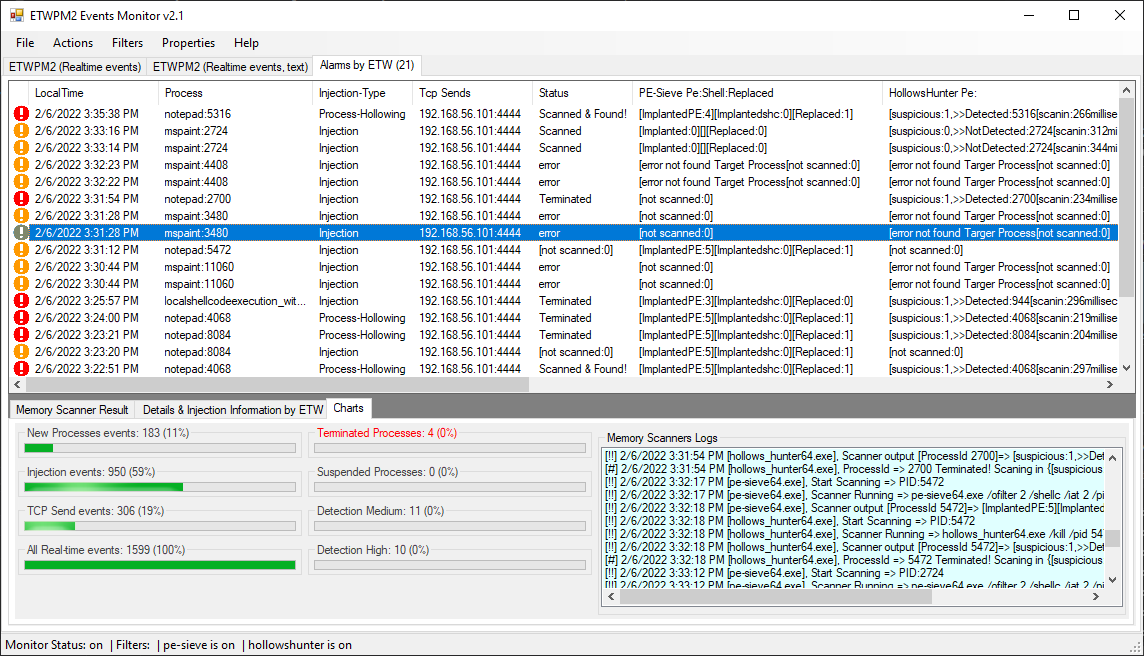 ETWPM2 Events Monitor v2.1
File Actions Filters Properties Help
ETWPM2 (Realtime events) ETWPM2 (Realtime events, text) Alarms by ETW (21)
LocalTime Process Injection-Type Tcp Sends Status PE-Sieve Pe:Shell:Replaced HollowsHunter Pe:
2/6/2022 3:35:38 PM notepad:5316 Process-Hollowing 192.168.56.101:4444 Scanned & Found! [ImplantedPE:4][Implantedshc:0][Replaced:1] [suspicious:1,>>Detected:5316[scanin:266millise
2/6/2022 3:33:16 PM mspaint:2724 Injection 192.168.56.101:4444 Scanned [Implanted:0][][Replaced:0] [suspicious:0,>>NotDetected:2724[scanin:312mi
2/6/2022 3:33:14 PM mspaint:2724 Injection 192.168.56.101:4444 Scanned [Implanted:0][][Replaced:0] [suspicious:0,>>NotDetected:2724[scanin:344mi
2/6/2022 3:32:23 PM mspaint:4408 Injection 192.168.56.101:4444 error [error not found Target Process[not scanned:0] [error not found Targer Process[not scanned:0]
2/6/2022 3:32:22 PM mspaint:4408 Injection 192.168.56.101:4444 error [error not found Target Process[not scanned:0] [error not found Targer Process[not scanned:0]
2/6/2022 3:31:54 PM notepad:2700 Injection 192.168.56.101:4444 Terminated [not scanned:0] [suspicious:1,>>Detected:2700[scanin:234millise
2/6/2022 3:31:28 PM mspaint:3480 Injection 192.168.56.101:4444 error [not scanned:0] [error not found Targer Process[not scanned:0]
2/6/2022 3:31:28 PM mspaint:3480 Injection 192.168.56.101:4444 error [not scanned:0] [error not found Targer Process[not scanned:0]
2/6/2022 3:31:12 PM notepad:5472 Injection 192.168.56.101:4444 [not scanned:0] [ImplantedPE:5][Implantedshc:0][Replaced:1] [not scanned:0]
2/6/2022 3:30:44 PM mspaint:11060 Injection 192.168.56.101:4444 error [not scanned:0] [error not found Targer Process[not scanned:0]
2/6/2022 3:30:44 PM mspaint:11060 Injection 192.168.56.101:4444 error [not scanned:0] [error not found Targer Process[not scanned:0]
2/6/2022 3:25:57 PM localshellcodeexecution_wit... Injection 192.168.56.101:4444 Terminated [ImplantedPE:3][Implantedshc:0][Replaced:0] [suspicious:1,>>Detected:944[scanin:296millisec
2/6/2022 3:24:00 PM notepad:4068 Process-Hollowing 192.168.56.101:4444 Terminated [ImplantedPE:5][Implantedshc:0][Replaced:1] [suspicious:1,>>Detected:4068[scanin:219millise
2/6/2022 3:23:21 PM notepad:8084 Process-Hollowing 192.168.56.101:4444 Terminated [ImplantedPE:5][Implantedshc:0][Replaced:1] [suspicious:1,>>Detected:8084[scanin:204millise
2/6/2022 3:23:20 PM notepad:8084 Injection 192.168.56.101:4444 [not scanned:0] [ImplantedPE:5][Implantedshc:0][Replaced:1] [not scanned:0]
2/6/2022 3:22:51 PM notepad:4068 Process-Hollowing 192.168.56.101:4444 Scanned & Found! [ImplantedPE:5][Implantedshc:0][Replaced:1] [suspicious:1,>>Detected:4068[scanin:297millise
Memory Scanner Result Details & Injection Information by ETW Charts
New Processes events: 183 (11%)
Injection events: 950 (59%)
TCP Send events: 306 (19%)
All Real-time events: 1599 (100%)
Terminated Processes: 4 (0%)
Suspended Processes: 0 (0%)
Detection Medium: 11 (0%)
Detection High: 10 (0%)
Memory Scanners Logs
[!!] 2/6/2022 3:31:54 PM [hollows_hunter64.exe], Scanner output [ProcessId 2700]=> [suspicious:1,>>Det
[#] 2/6/2022 3:31:54 PM [hollows_hunter64.exe], ProcessId => 2700 Terminated! Scaning in {[suspicious
[!!] 2/6/2022 3:32:17 PM [pe-sieve64.exe], Start Scanning => PID:5472
[!!] 2/6/2022 3:32:17 PM [pe-sieve64.exe], Scanner Running => pe-sieve64.exe /ofilter 2 /shellc /iat 2 /pi
[!!] 2/6/2022 3:32:18 PM [pe-sieve64.exe], Scanner output [ProcessId 5472]=> [ImplantedPE:5][Implanted
[!!] 2/6/2022 3:32:18 PM [hollows_hunter64.exe], Start Scanning => PID:5472
[!!] 2/6/2022 3:32:18 PM [hollows_hunter64.exe], Scanner Running => hollows_hunter64.exe /kill /pid 547
[!!] 2/6/2022 3:32:18 PM [hollows_hunter64.exe], Scanner output [ProcessId 5472]=> [suspicious:1,>>Det
[#] 2/6/2022 3:32:18 PM [hollows_hunter64.exe], ProcessId => 5472 Terminated! Scaning in {[suspicious
[!!] 2/6/2022 3:33:12 PM [pe-sieve64.exe], Start Scanning => PID:2724
[!!] 2/6/2022 3:33:12 PM [pe-sieve64.exe], Scanner Running => pe-sieve64.exe /ofilter 2 /shellc /iat 2 /pi
Monitor Status: on | Filters: | pe-sieve is on | hollowshunter is on